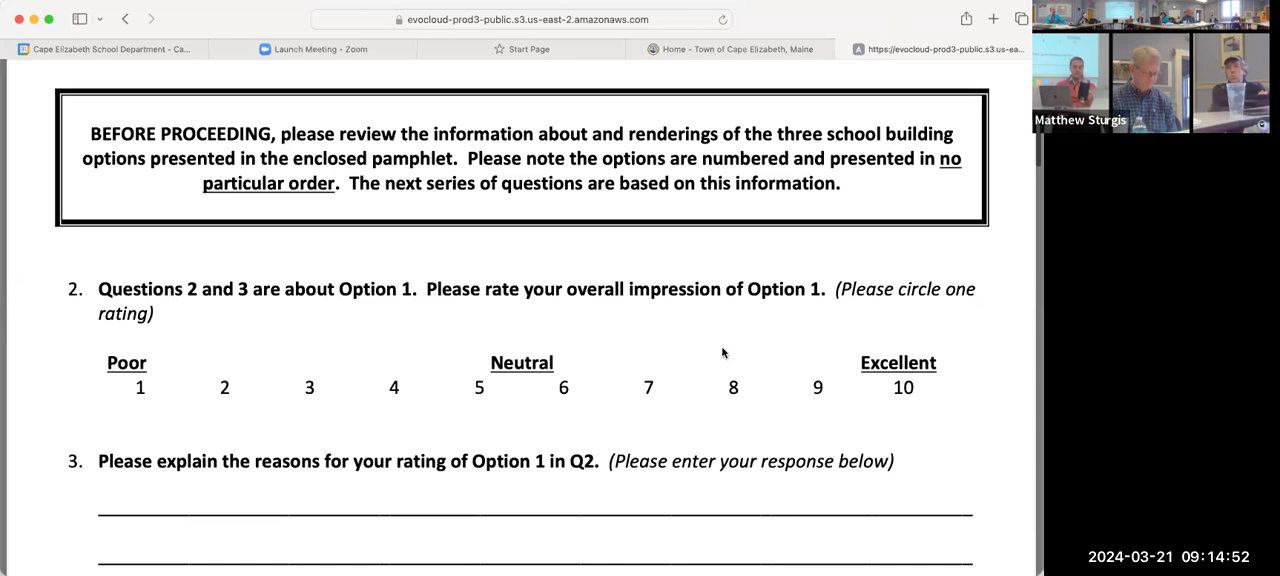 evocloud-prod3-public.s3.us-east-2.amazonaws.com
Cape Elizabeth School Department - Ca...
Launch Meeting - Zoom
Start Page
Home - Town of Cape Elizabeth, Maine
A
https://evocloud-prod3-public.s3.us-ea...
Matthew Sturgis
BEFORE PROCEEDING, please review the information about and renderings of the three school building
options presented in the enclosed pamphlet. Please note the options are numbered and presented in no
particular order. The next series of questions are based on this information.
2. Questions 2 and 3 are about Option 1. Please rate your overall impression of Option 1. (Please circle one
rating)
Poor Neutral Excellent
1 2 3 4 5 6 7 8 9 10
3. Please explain the reasons for your rating of Option 1 in Q2. (Please enter your response below)
2024-03-21 09:14:52